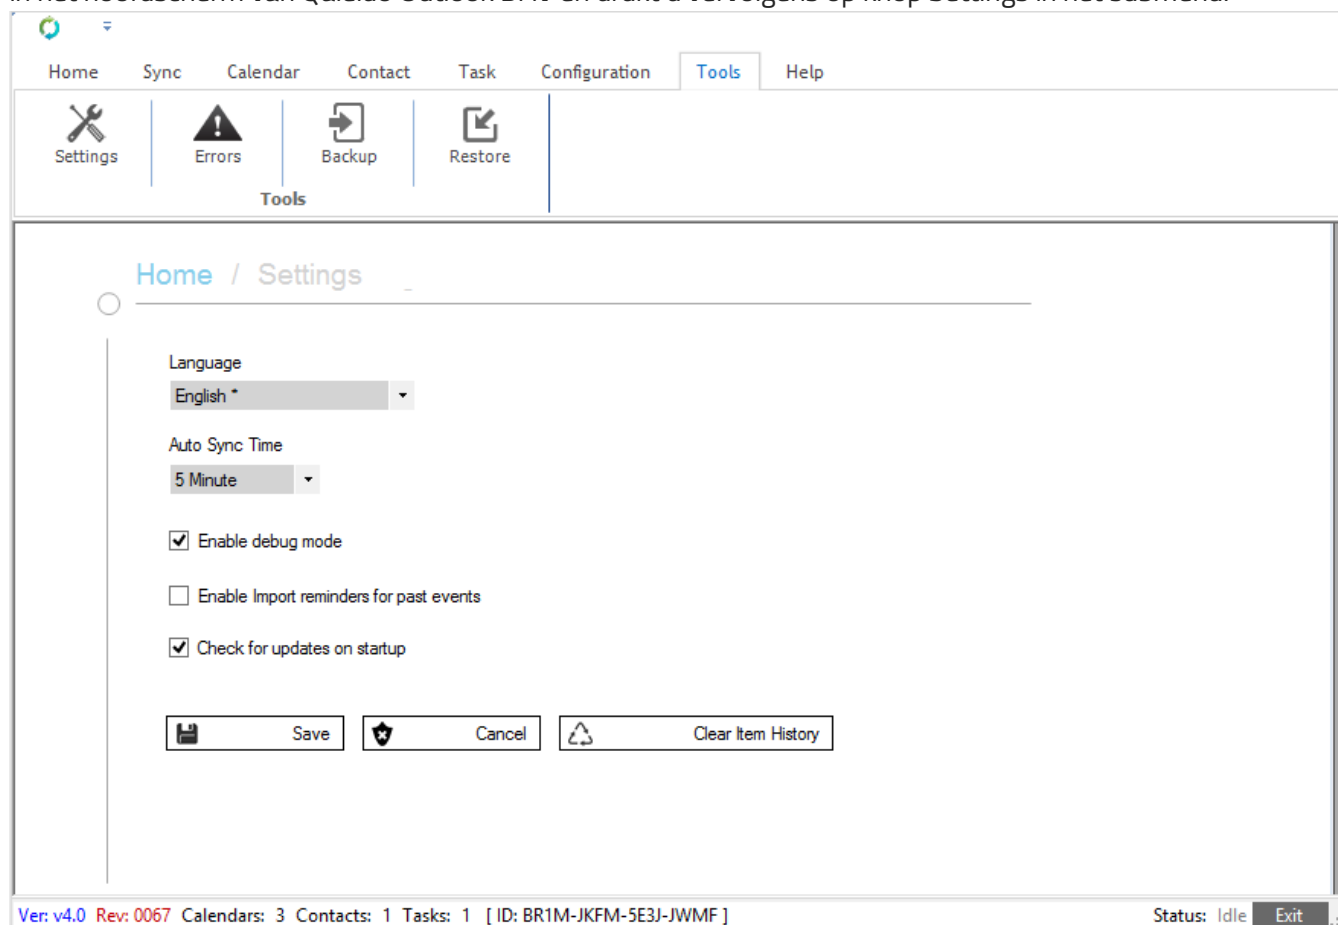 Home Sync Calendar Contact Task Configuration Tools Help
Settings Errors Backup Restore
Tools
Home / Settings _
Language
English *
Auto Sync Time
5 Minute
Enable debug mode
Enable Import reminders for past events
Check for updates on startup
Save Cancel Clear Item History
Ver: v4.0 Rev: 0067 Calendars: 3 Contacts: 1 Tasks: 1 [ ID: BR1M-JKFM-5E3J-JWMF ] Status: Idle Exit